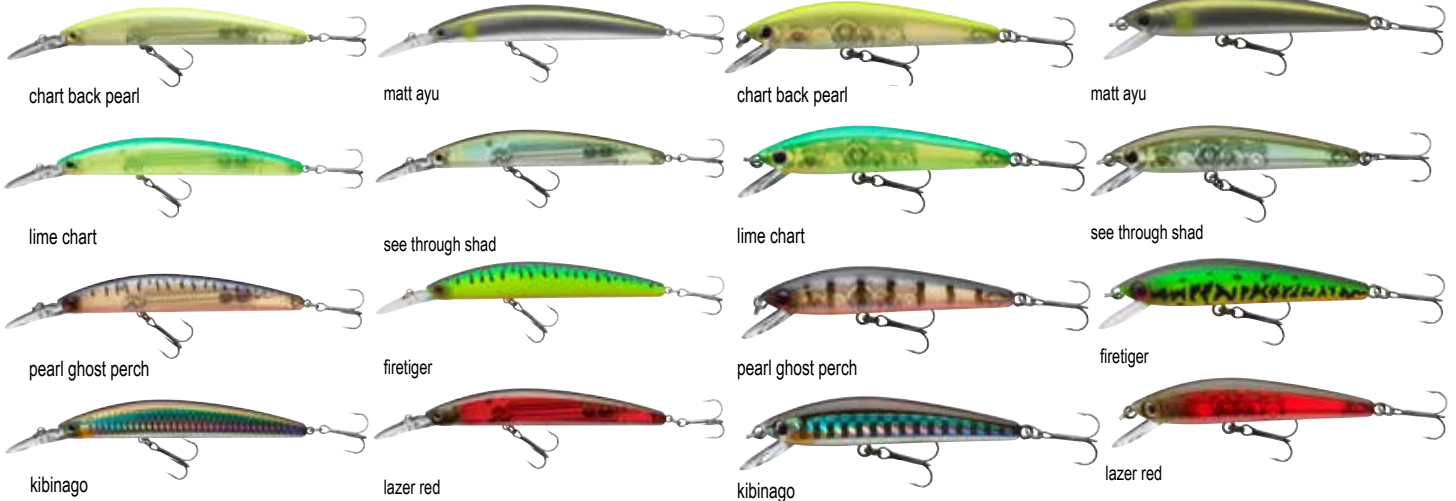 chart back pearl
matt ayu
chart back pearl
matt ayu
lime chart
see through shad
lime chart
see through shad
pearl ghost perch
firetiger
pearl ghost perch
firetiger
kibinago
lazer red
kibinago
lazer red